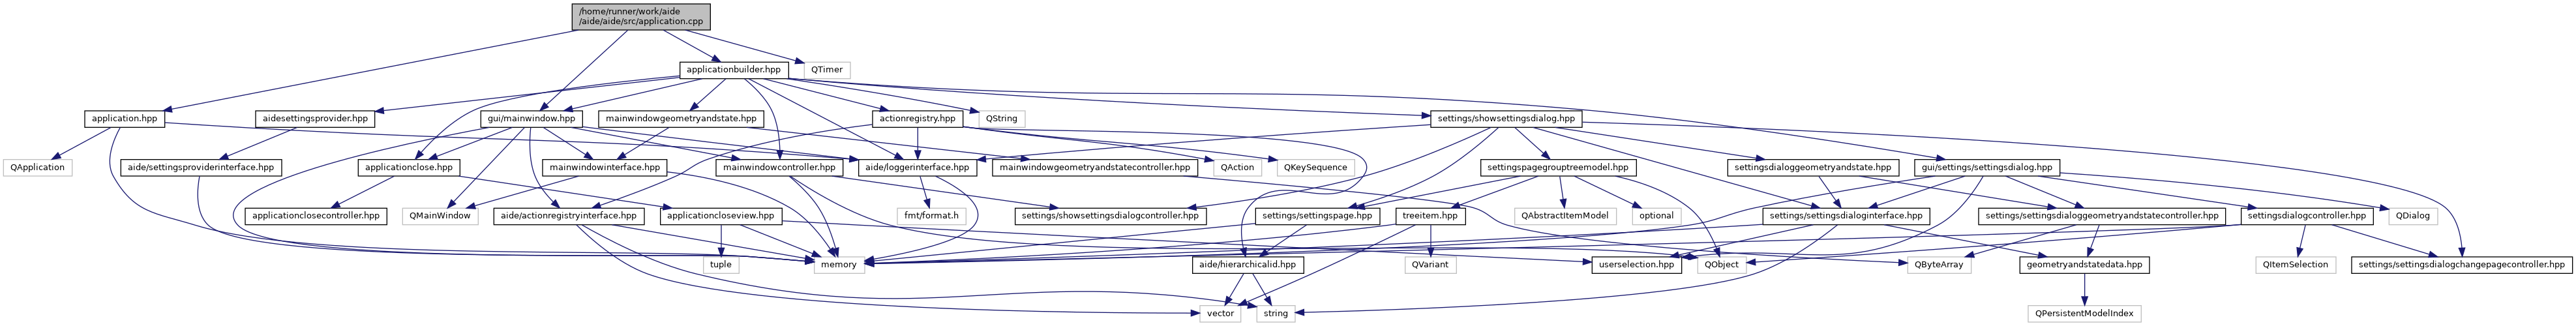 /home/runner/work/aide
/aide/aide/src/application.cpp
applicationbuilder.hpp
QTimer
application.hpp
aidesettingsprovider.hpp
gui/mainwindow.hpp
mainwindowgeometryandstate.hpp
actionregistry.hpp
QString
settings/showsettingsdialog.hpp
QApplication
aide/settingsproviderinterface.hpp
applicationclose.hpp
mainwindowinterface.hpp
mainwindowcontroller.hpp
aide/loggerinterface.hpp
mainwindowgeometryandstatecontroller.hpp
QAction
QKeySequence
settingspagegrouptreemodel.hpp
settingsdialoggeometryandstate.hpp
gui/settings/settingsdialog.hpp
applicationclosecontroller.hpp
QMainWindow
aide/actionregistryinterface.hpp
applicationcloseview.hpp
fmt/format.h
settings/showsettingsdialogcontroller.hpp
settings/settingspage.hpp
treeitem.hpp
QAbstractItemModel
optional
settings/settingsdialoginterface.hpp
settings/settingsdialoggeometryandstatecontroller.hpp
settingsdialogcontroller.hpp
QDialog
tuple
memory
aide/hierarchicalid.hpp
QVariant
userselection.hpp
QObject
QByteArray
geometryandstatedata.hpp
QItemSelection
settings/settingsdialogchangepagecontroller.hpp
vector
string
QPersistentModelIndex